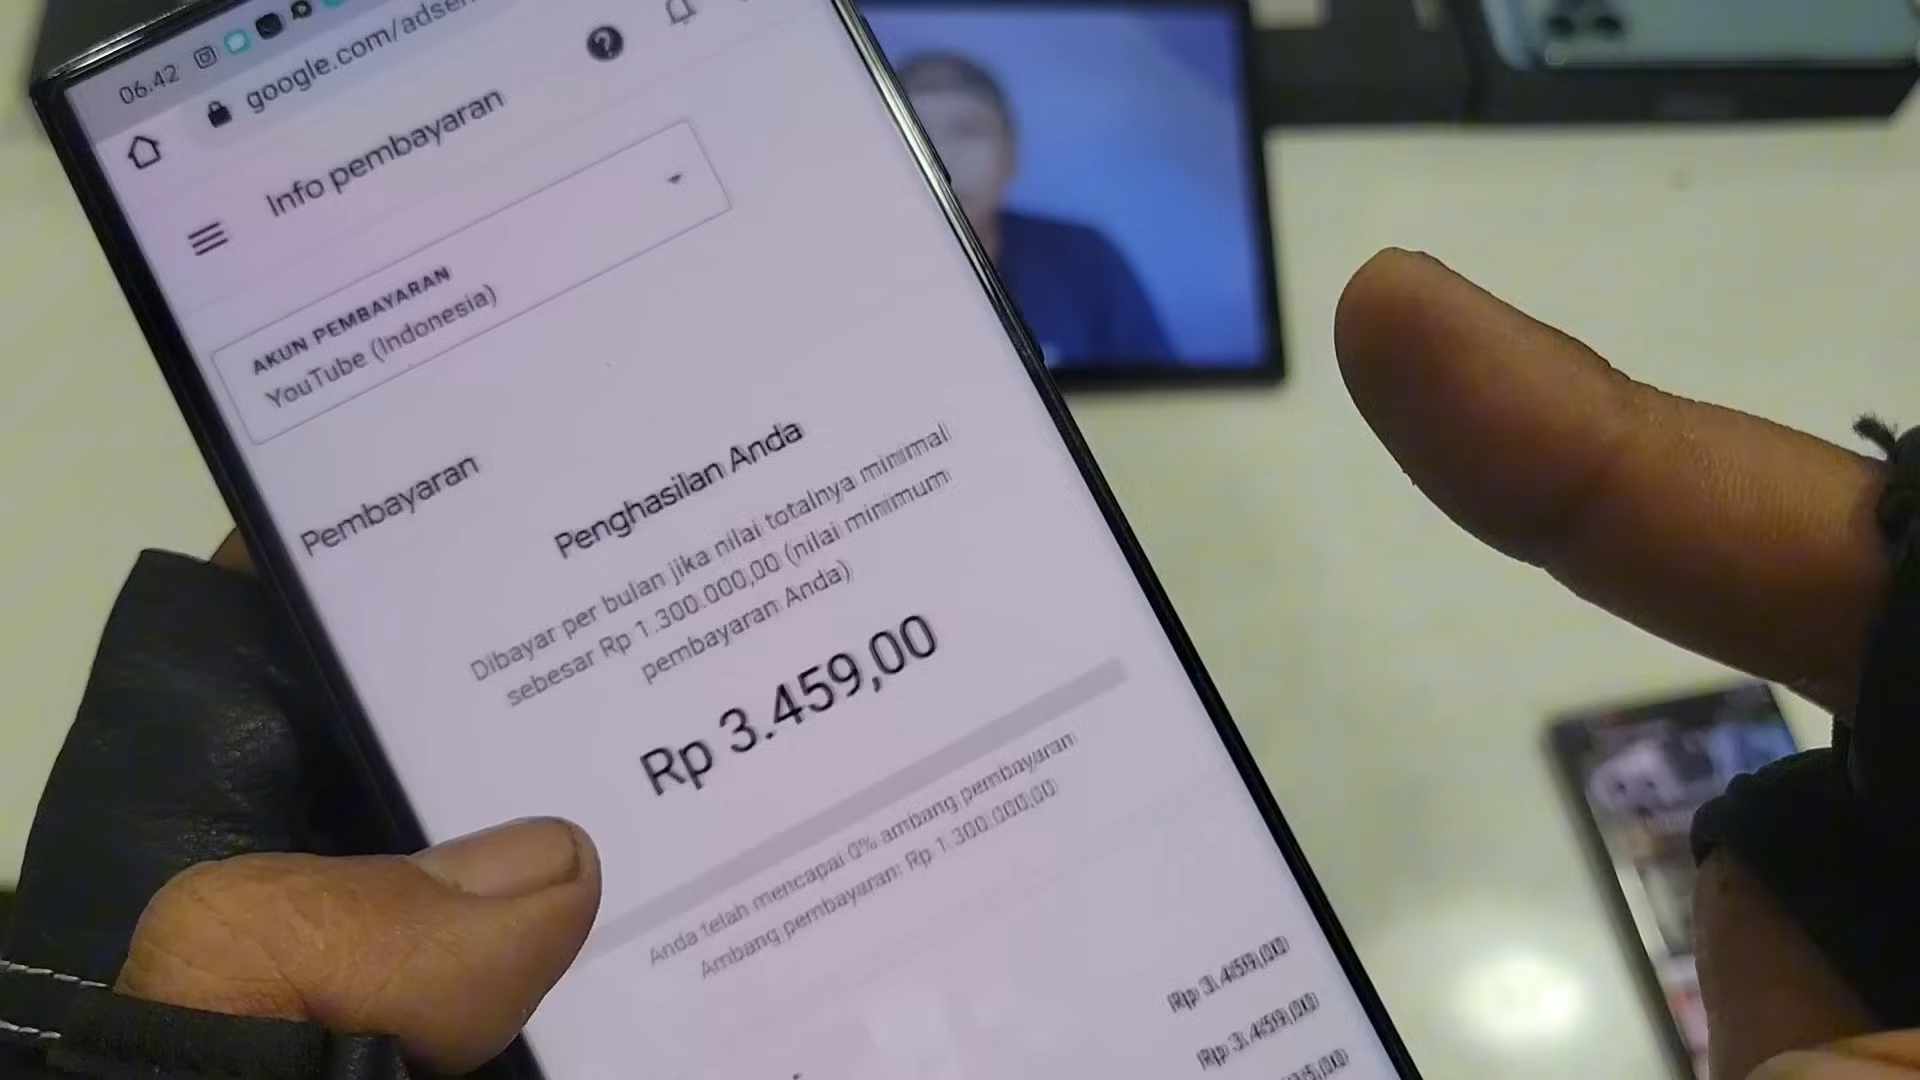 06.42
google.com/adsen
Info pembayaran
AKUN PEMBAYARAN
YouTube (Indonesia)
Pembayaran
Penghasilan Anda
Dibayar per bulan jika nilai totalnya minimal
sebesar Rp 1.300.000,00 (nilai minimum
pembayaran Anda)
Rp 3.459,00
Anda telah mencapai 0% ambang pembayaran
Ambang pembayaran: Rp 1.300.000,00
Rp 3.459,00
Rp 3.459,00